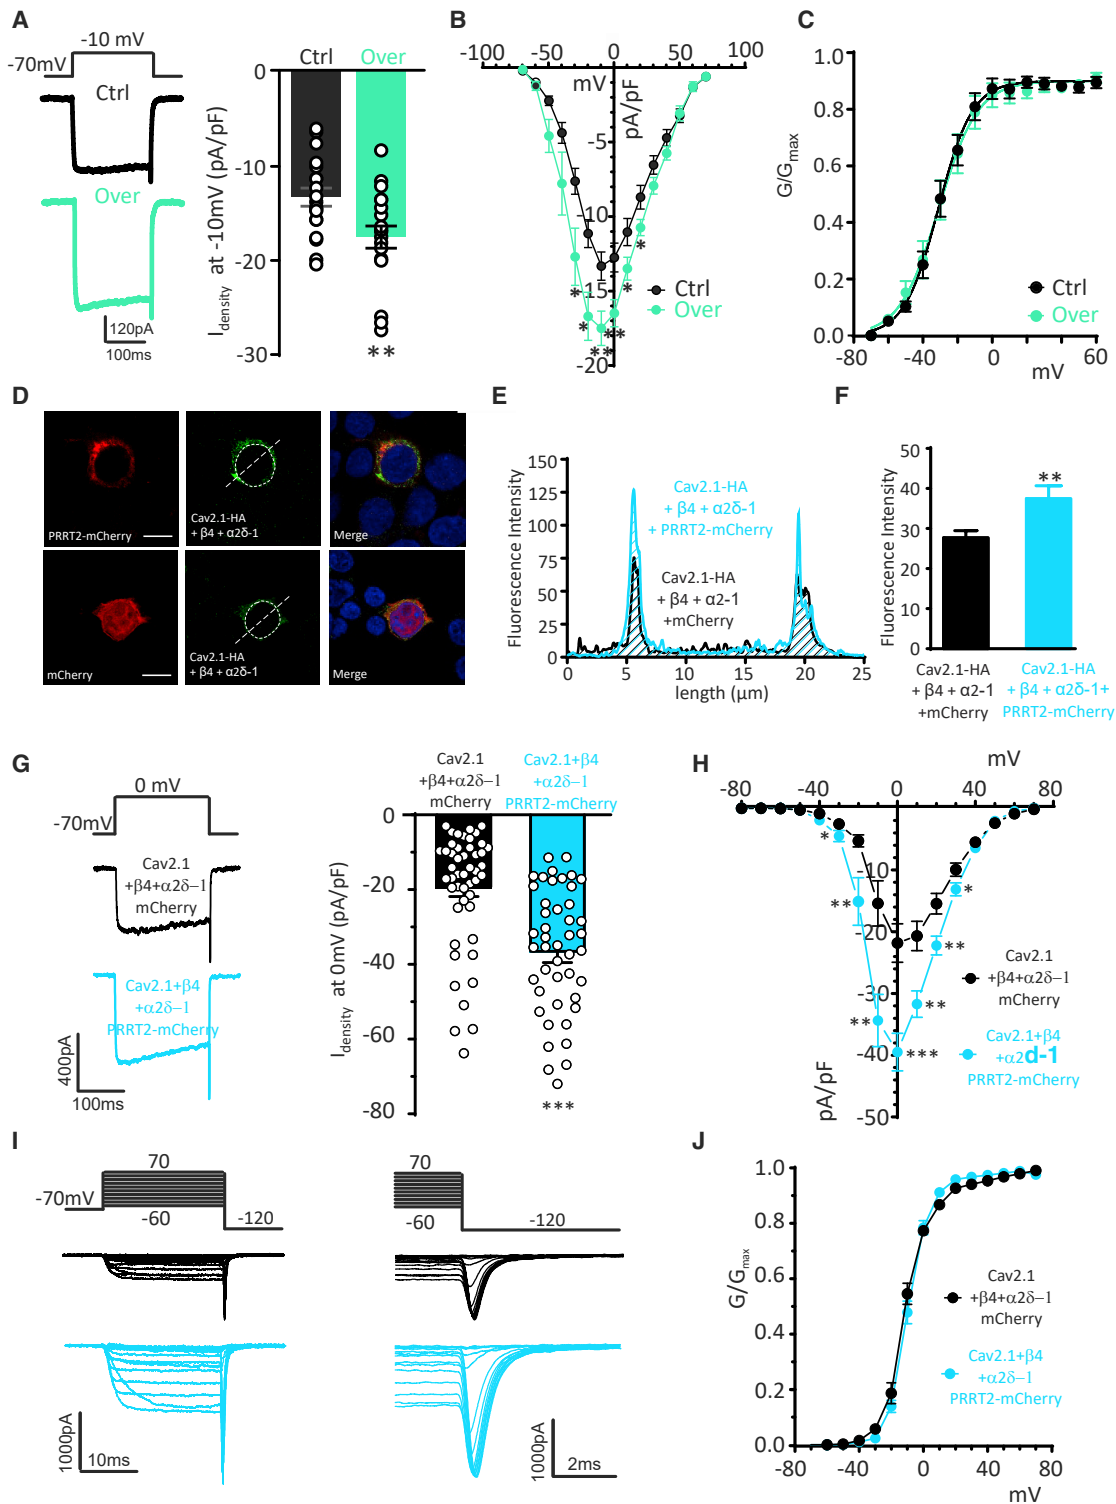 A
-10 mV
-70mV
Ctrl
Over
120pA
100ms
Ctrl Over
0
-10
-20
-30
I density at -10mV (pA/pF)
**
B
-100 -50 0 50 100
mV
pA/pF
-5
-10
-15
-20
*
*
*
*
**
**
Ctrl
Over
C
G/Gmax
1.0
0.8
0.6
0.4
0.2
0.0
-80 -40 0 40 60
mV
Ctrl
Over
D
PRRT2-mCherry
Cav2.1-HA
+ β4 + α2δ-1
Merge
mCherry
Cav2.1-HA
+ β4 + α2δ-1
Merge
E
Fluorescence Intensity
150
125
100
75
50
25
0
0 5 10 15 20 25
length (μm)
Cav2.1-HA
+ β4 + α2δ-1
+ PRRT2-mCherry
Cav2.1-HA
+ β4 + α2-1
+mCherry
F
Fluorescence Intensity
50
40
30
20
10
0
**
Cav2.1-HA
+ β4 + α2-1
+mCherry
Cav2.1-HA
+ β4 + α2δ-1+
PRRT2-mCherry
G
0 mV
-70mV
Cav2.1
+β4+α2δ−1
mCherry
Cav2.1+β4
+α2δ−1
PRRT2-mCherry
400pA
100ms
Cav2.1
+β4+α2δ−1
mCherry
Cav2.1+β4
+α2δ−1
PRRT2-mCherry
0
-20
-40
-60
-80
I density at 0mV (pA/pF)
***
H
mV
-80 -40 0 40 80
-10
-20
-30
-40
-50
pA/pF
*
**
**
***
**
**
*
Cav2.1
+β4+α2δ−1
mCherry
Cav2.1+β4
+α2d-1
PRRT2-mCherry
I
70
-70mV
-60
-120
1000pA
10ms
70
-60
-120
1000pA
2ms
J
G/Gmax
1.0
0.8
0.6
0.4
0.2
0.0
-80 -40 0 40 80
mV
Cav2.1
+β4+α2δ−1
mCherry
Cav2.1+β4
+α2δ−1
PRRT2-mCherry